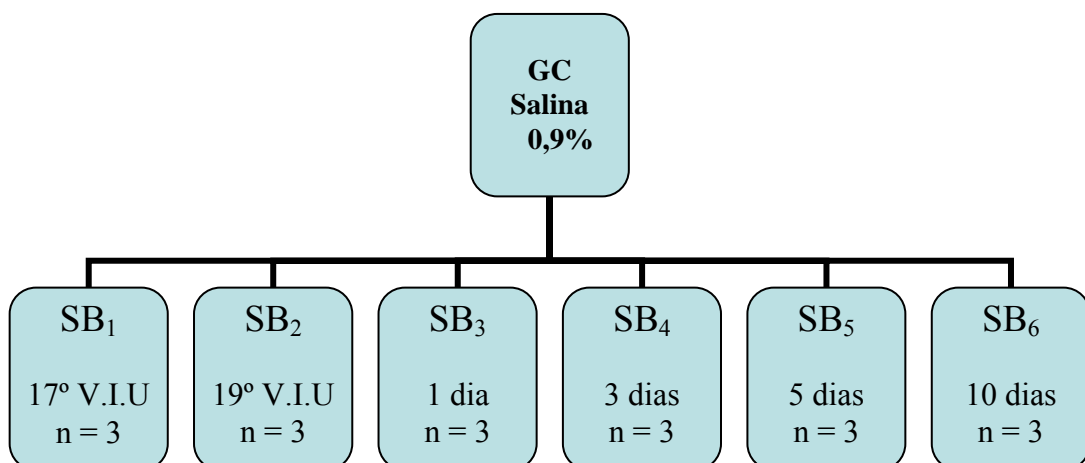 GC
Salina
0,9%
SB₁
17º V.I.U
n = 3
SB₂
19º V.I.U
n = 3
SB₃
1 dia
n = 3
SB₄
3 dias
n = 3
SB₅
5 dias
n = 3
SB₆
10 dias
n = 3